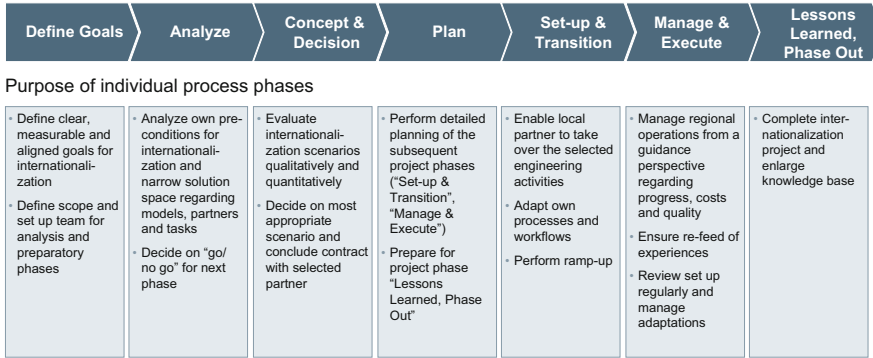 Define Goals
Analyze
Concept &
Decision
Plan
Set-up &
Transition
Manage &
Execute
Lessons
Learned,
Phase Out
Purpose of individual process phases
• Define clear,
measurable and
aligned goals for
internationali-
zation
• Define scope and
set up team for
analysis and
preparatory
phases
• Analyze own pre-
conditions for
internationali-
zation and
narrow solution
space regarding
models, partners
and tasks
• Decide on “go/
no go” for next
phase
• Evaluate
internationali-
zation scenarios
qualitatively and
quantitatively
• Decide on most
appropriate
scenario and
conclude contract
with selected
partner
• Perform detailed
planning of the
subsequent
project phases
(“Set-up &
Transition”,
“Manage &
Execute”)
• Prepare for
project phase
“Lessons
Learned, Phase
Out”
• Enable local
partner to take
over the selected
engineering
activities
• Adapt own
processes and
workflows
• Perform ramp-up
• Manage regional
operations from a
guidance
perspective
regarding
progress, costs
and quality
• Ensure re-feed of
experiences
• Review set up
regularly and
manage
adaptations
• Complete inter-
nationalization
project and
enlarge
knowledge base